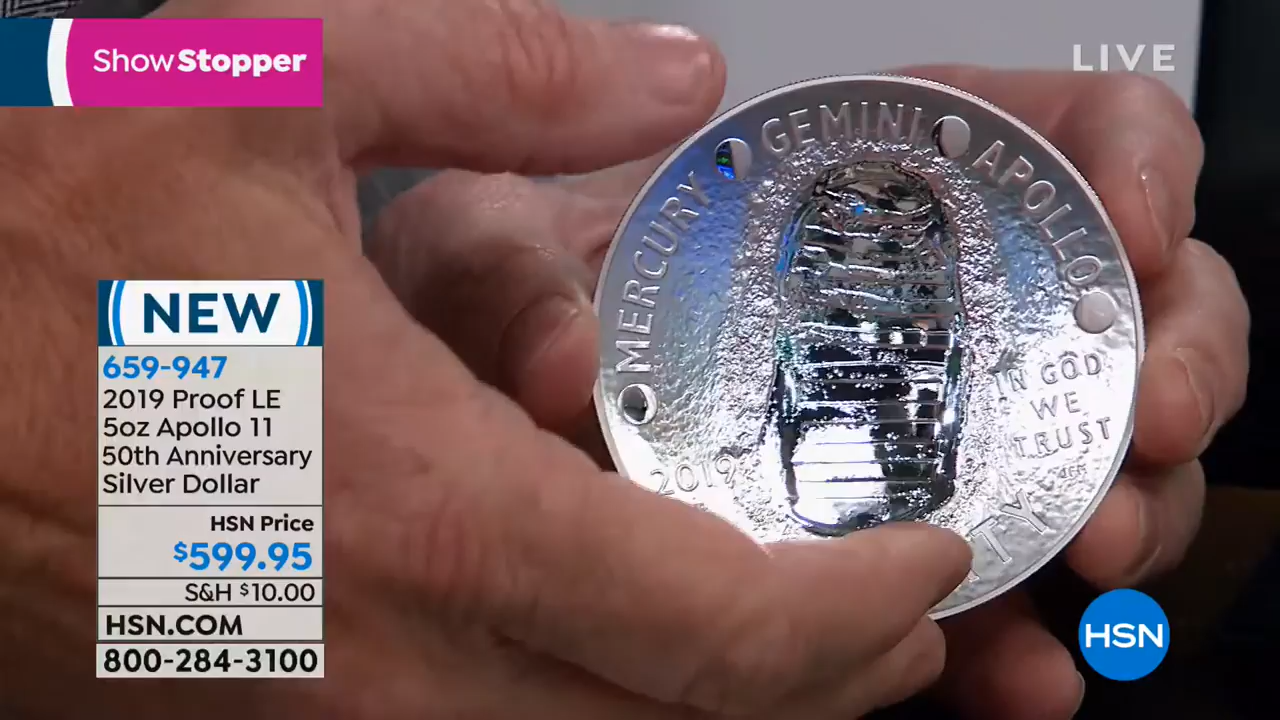 ShowStopper
LIVE
NEW
659-947
2019 Proof LE
5oz Apollo 11
50th Anniversary
Silver Dollar
HSN Price
$599.95
S&H $10.00
HSN.COM
800-284-3100
MERCURY
GEMINI
APOLLO
IN GOD
WE
TRUST
2019
TY
HSN